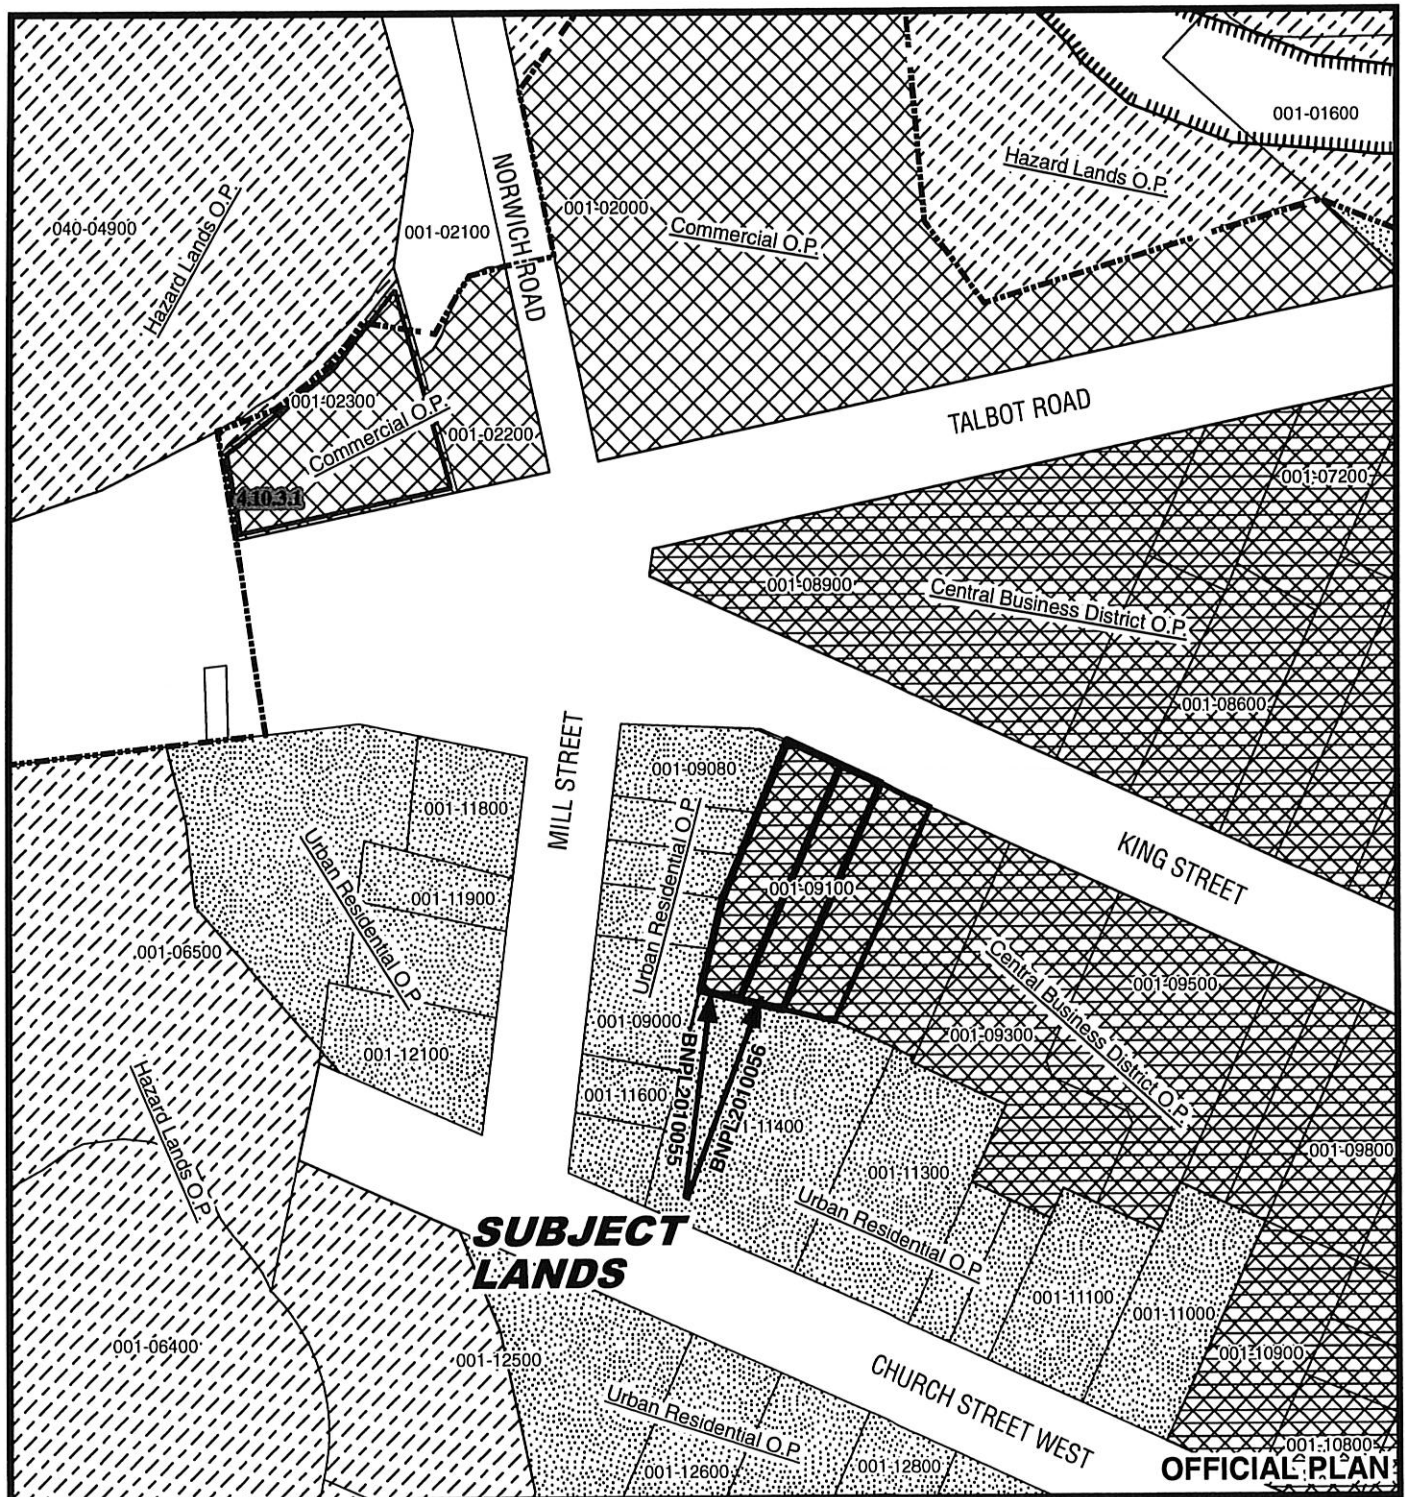 001-01600
Hazard Lands O.P.
NORWICH ROAD
001-02000
040-04900
Hazard Lands O.P.
001-02100
Commercial O.P.
001-02300
Commercial O.P.
001-02200
TALBOT ROAD
4.10.3.1
001-07200
001-08900
Central Business District O.P.
001-08600
MILL STREET
001-09080
001-11800
Urban Residential O.P.
KING STREET
001-11900
Urban Residential O.P.
001-09100
001-06500
Central Business District O.P.
001-09500
001-09000
001-09300
001-12100
BNPL2010055
BNPL2010056
Hazard Lands O.P.
001-11600
1-11400
001-09800
001-11300
Urban Residential O.P.
SUBJECT
LANDS
001-11100
001-11000
001-06400
001-12500
001-10900
Urban Residential O.P.
CHURCH STREET WEST
001-12600
001-12800
001-10800
OFFICIAL PLAN